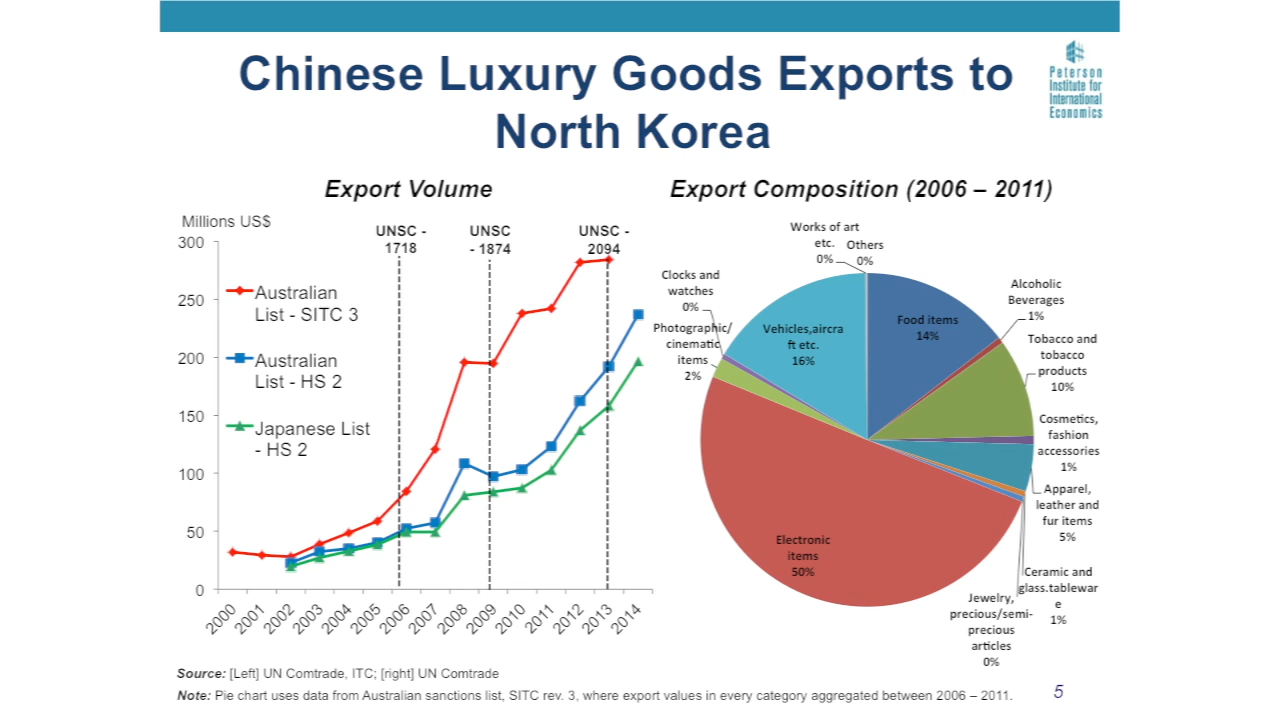 Chinese Luxury Goods Exports to
North Korea
Peterson
Institute for
International
Economics
Export Volume
Millions US$
300
250
200
150
100
50
0
UNSC -
1718
UNSC
- 1874
UNSC -
2094
Australian
List - SITC 3
Australian
List - HS 2
Japanese List
- HS 2
2000
2001
2002
2003
2004
2005
2006
2007
2008
2009
2010
2011
2012
2013
2014
Export Composition (2006 – 2011)
Works of art
etc.
0%
Others
0%
Clocks and
watches
0%
Photographic/
cinematic
items
2%
Vehicles,aircra
ft etc.
16%
Food items
14%
Alcoholic
Beverages
1%
Tobacco and
tobacco
products
10%
Cosmetics,
fashion
accessories
1%
Apparel,
leather and
fur items
5%
Electronic
items
50%
Ceramic and
glass.tablewar
e
1%
Jewelry,
precious/semi-
precious
articles
0%
Source: [Left] UN Comtrade, ITC; [right] UN Comtrade
Note: Pie chart uses data from Australian sanctions list, SITC rev. 3, where export values in every category aggregated between 2006 – 2011.
5